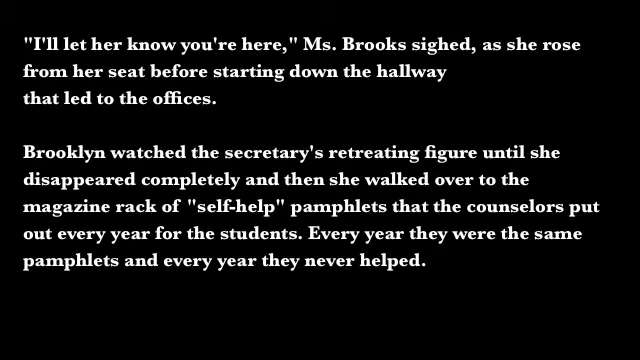 "I'll let her know you're here," Ms. Brooks sighed, as she rose
from her seat before starting down the hallway
that led to the offices.
Brooklyn watched the secretary's retreating figure until she
disappeared completely and then she walked over to the
magazine rack of "self-help" pamphlets that the counselors put
out every year for the students. Every year they were the same
pamphlets and every year they never helped.